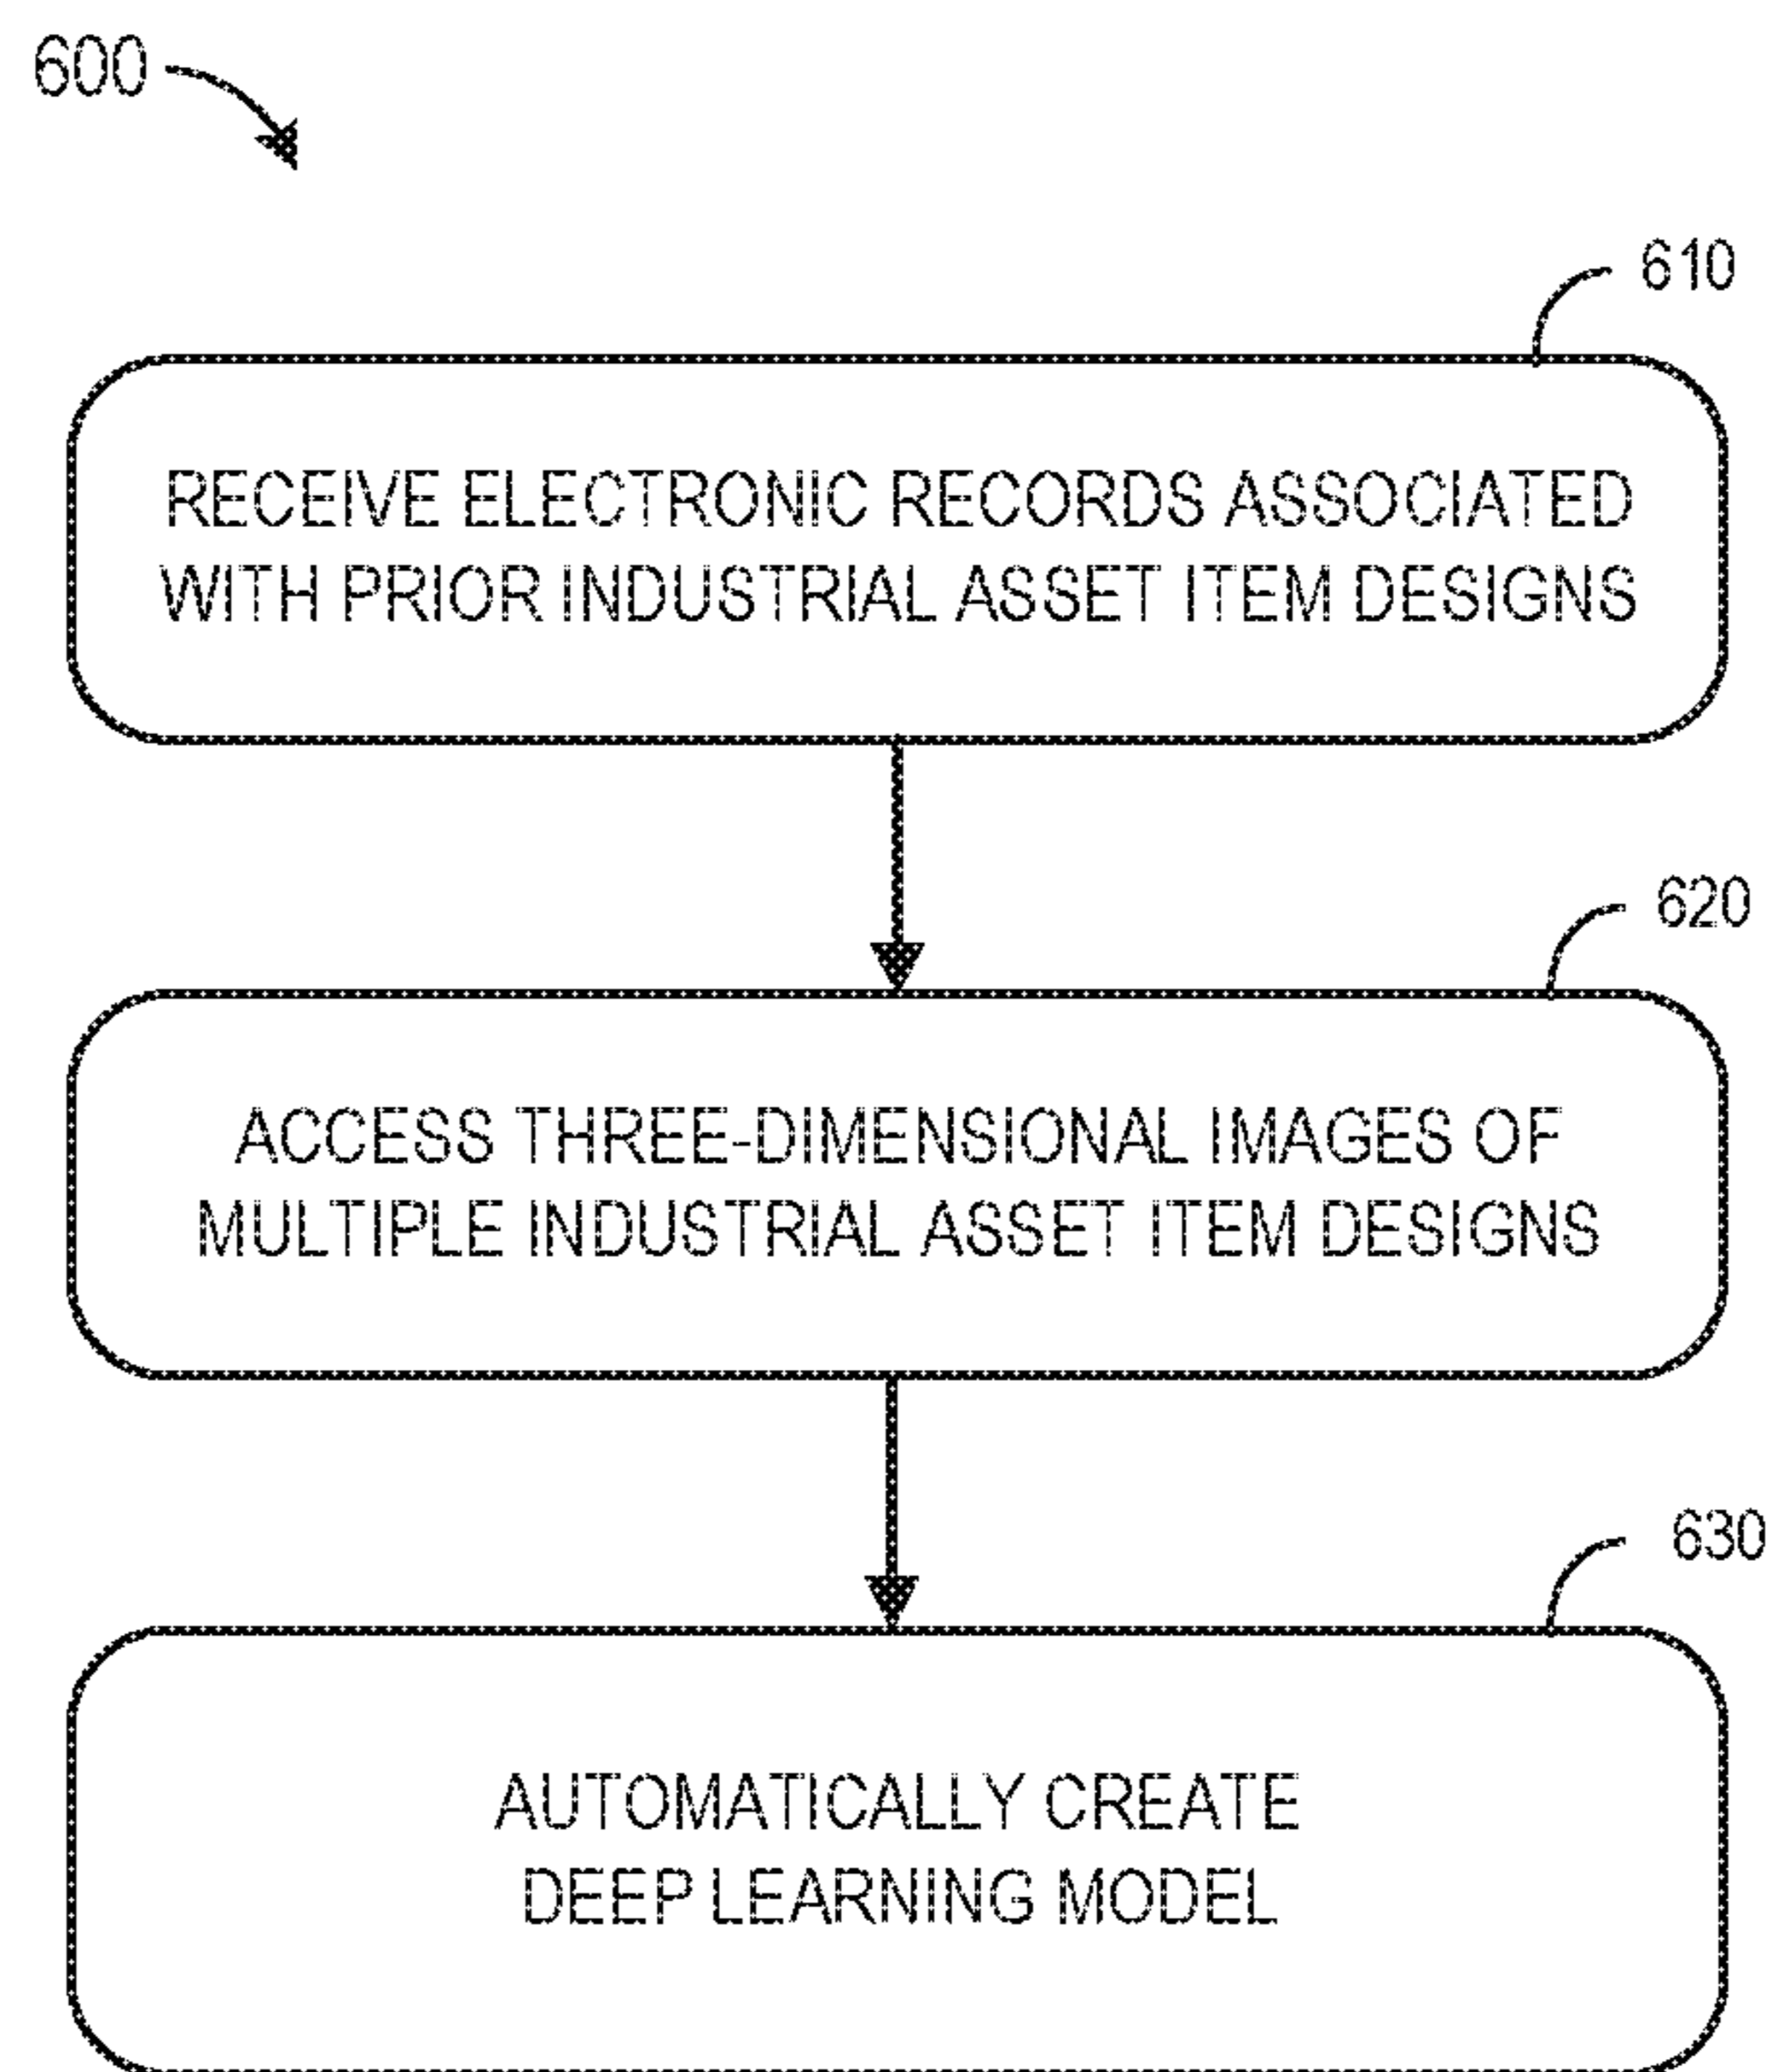 600
610
RECEIVE ELECTRONIC RECORDS ASSOCIATED
WITH PRIOR INDUSTRIAL ASSET ITEM DESIGNS
620
ACCESS THREE-DIMENSIONAL IMAGES OF
MULTIPLE INDUSTRIAL ASSET ITEM DESIGNS
630
AUTOMATICALLY CREATE
DEEP LEARNING MODEL